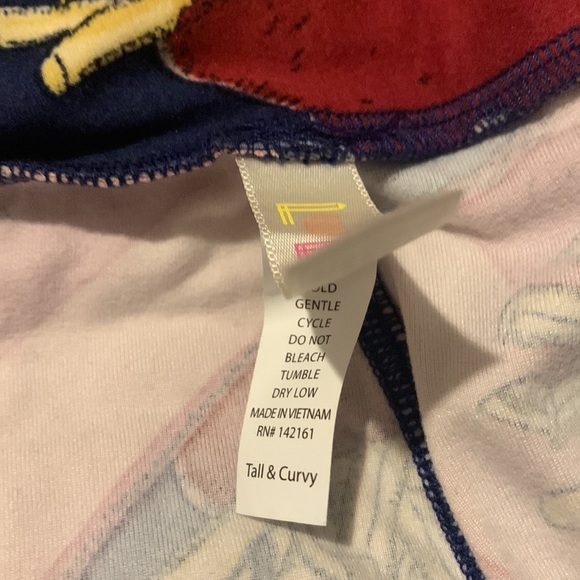 GENTLE
CYCLE
DO NOT
BLEACH
TUMBLE
DRY LOW
MADE IN VIETNAM
RN# 142161
Tall & Curvy